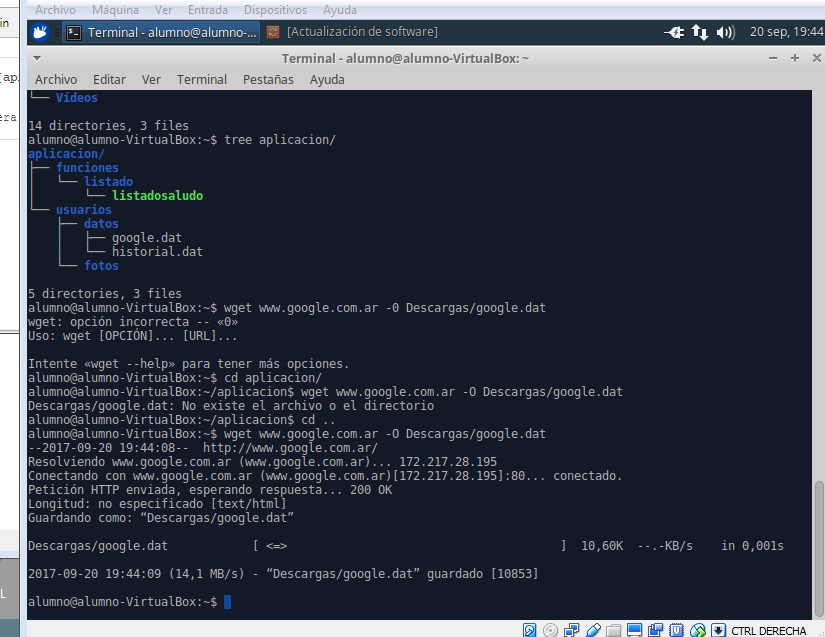 in
Archivo Máquina Ver Entrada Dispositivos Ayuda
Terminal - alumno@alumno-... [Actualización de software] 20 sep, 19:44
Terminal - alumno@alumno-VirtualBox: ~
Archivo Editar Ver Terminal Pestañas Ayuda
└── Vídeos
14 directories, 3 files
alumno@alumno-VirtualBox:~$ tree aplicacion/
aplicacion/
├── funciones
│   └── listado
│       └── listadosaludo
└── usuarios
    ├── datos
    │   ├── google.dat
    │   └── historial.dat
    └── fotos
5 directories, 3 files
alumno@alumno-VirtualBox:~$ wget www.google.com.ar -0 Descargas/google.dat
wget: opción incorrecta -- «0»
Uso: wget [OPCIÓN]... [URL]...
Intente «wget --help» para tener más opciones.
alumno@alumno-VirtualBox:~$ cd aplicacion/
alumno@alumno-VirtualBox:~/aplicacion$ wget www.google.com.ar -O Descargas/google.dat
Descargas/google.dat: No existe el archivo o el directorio
alumno@alumno-VirtualBox:~/aplicacion$ cd ..
alumno@alumno-VirtualBox:~$ wget www.google.com.ar -O Descargas/google.dat
--2017-09-20 19:44:08--  http://www.google.com.ar/
Resolviendo www.google.com.ar (www.google.com.ar)... 172.217.28.195
Conectando con www.google.com.ar (www.google.com.ar)[172.217.28.195]:80... conectado.
Petición HTTP enviada, esperando respuesta... 200 OK
Longitud: no especificado [text/html]
Guardando como: “Descargas/google.dat”
Descargas/google.dat [ <=> ] 10,60K --.-KB/s in 0,001s
2017-09-20 19:44:09 (14,1 MB/s) - “Descargas/google.dat” guardado [10853]
alumno@alumno-VirtualBox:~$
CTRL DERECHA